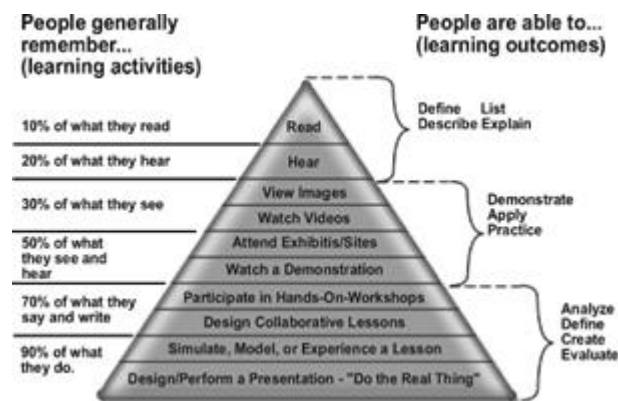 People generally
remember...
(learning activities)
People are able to...
(learning outcomes)
10% of what they read
Read
Define List
Describe Explain
20% of what they hear
Hear
30% of what they see
View Images
Watch Videos
Demonstrate
Apply
Practice
50% of what
they see and
hear
Attend Exhibitis/Sites
Watch a Demonstration
70% of what they
say and write
Participate in Hands-On-Workshops
Design Collaborative Lessons
Analyze
Define
Create
Evaluate
90% of what
they do.
Simulate, Model, or Experience a Lesson
Design/Perform a Presentation - "Do the Real Thing"